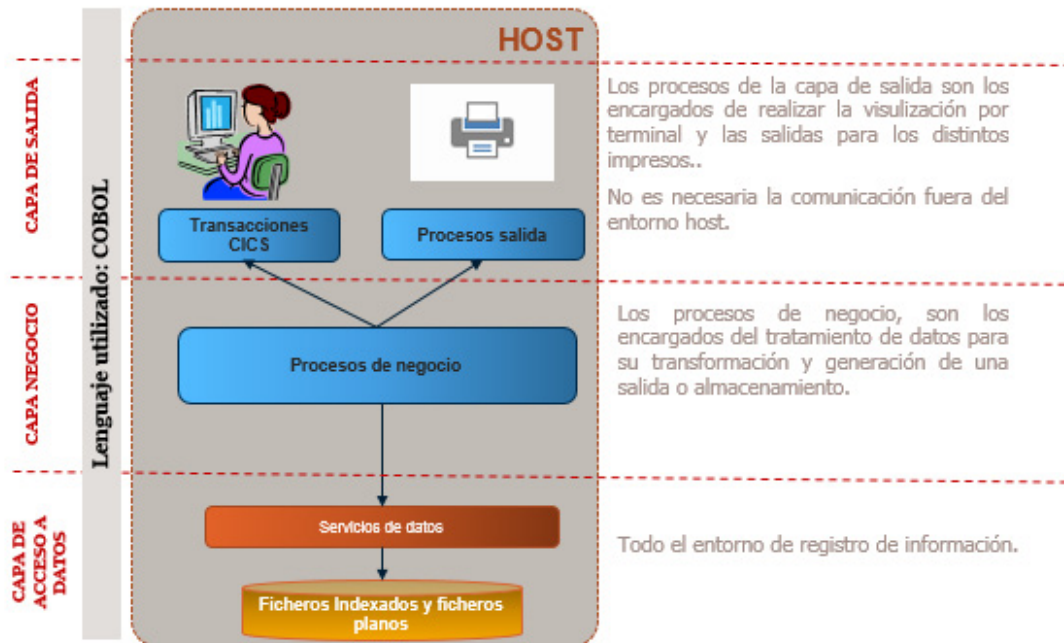 HOST
CAPA DE SALIDA
Lenguaje utilizado: COBOL
Transacciones
CICS
Procesos salida
Los procesos de la capa de salida son los
encargados de realizar la visulización por
terminal y las salidas para los distintos
impresos..
No es necesaria la comunicación fuera del
entorno host.
CAPA NEGOCIO
Procesos de negocio
Los procesos de negocio, son los
encargados del tratamiento de datos para
su transformación y generación de una
salida o almacenamiento.
CAPA DE
ACCESO A
DATOS
Servicios de datos
Ficheros Indexados y ficheros
planos
Todo el entorno de registro de información.